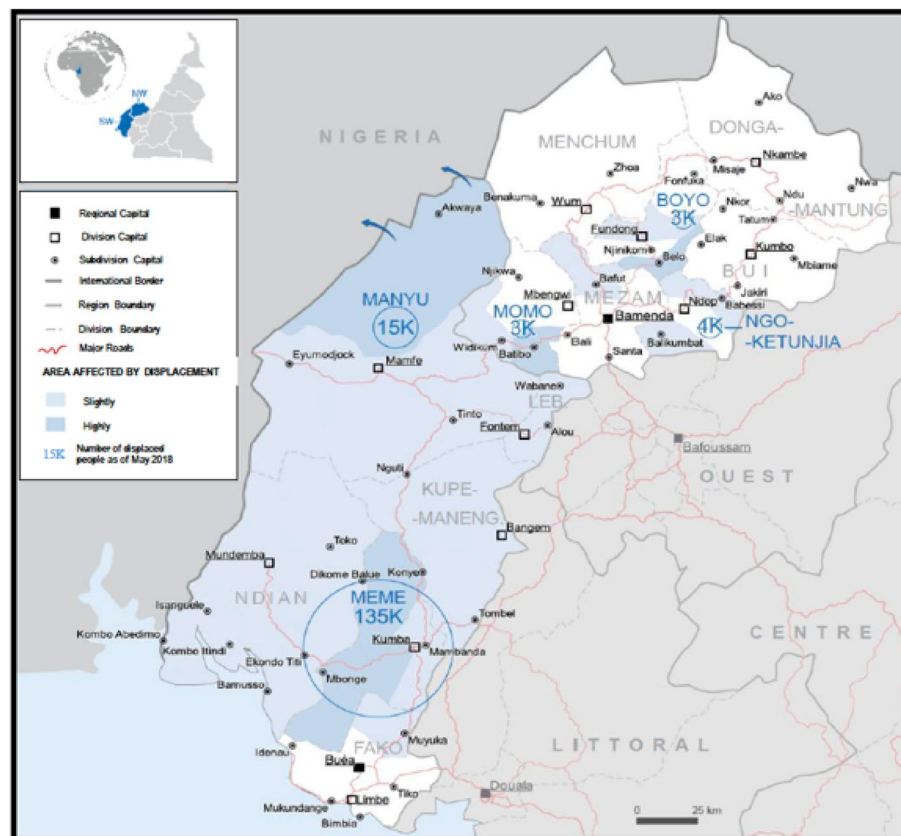 NW
SW
Regional Capital
Division Capital
Subdivision Capital
International Border
Region Boundary
Division Boundary
Major Roads
AREA AFFECTED BY DISPLACEMENT
Slightly
Highly
15K
Number of displaced
people as of May 2018
NIGERIA
MENCHUM
DONGA-
-MANTUNG
Ako
Nkambe
Misaje
Zhoa
Fonfuka
Nwa
Ndu
Benakuma
Wum
BOYO
3K
Nkor
Tatum
Akwaya
Fundong
Njinikom
Elak
Kumbo
Belo
BUI
Mbiame
Njikwa
Bafut
Jakiri
MANYU
15K
Mbengwi
MEZAM
Ndop
Babessi
MOMO
3K
Bamenda
4K
NGO-
-KETUNJIA
Widikum
Batibo
Bali
Balikumbat
Santa
Eyumodjock
Mamfe
Wabane
LEB
Tinto
Fontem
Alou
Bafoussam
OUEST
Nguti
KUPE-
-MANENG.
Bangem
Toko
Mundemba
Dikome Balue
Konye
NDIAN
MEME
135K
Isanguele
Tombel
CENTRE
Kombo Abedimo
Kombo Itindi
Kumba
Mambanda
Ekondo Titi
Mbonge
Bamusso
Muyuka
Idenau
FAKO
LITTORAL
Buéa
Douala
Tiko
Limbe
Mukundange
Bimbia
0
25 km